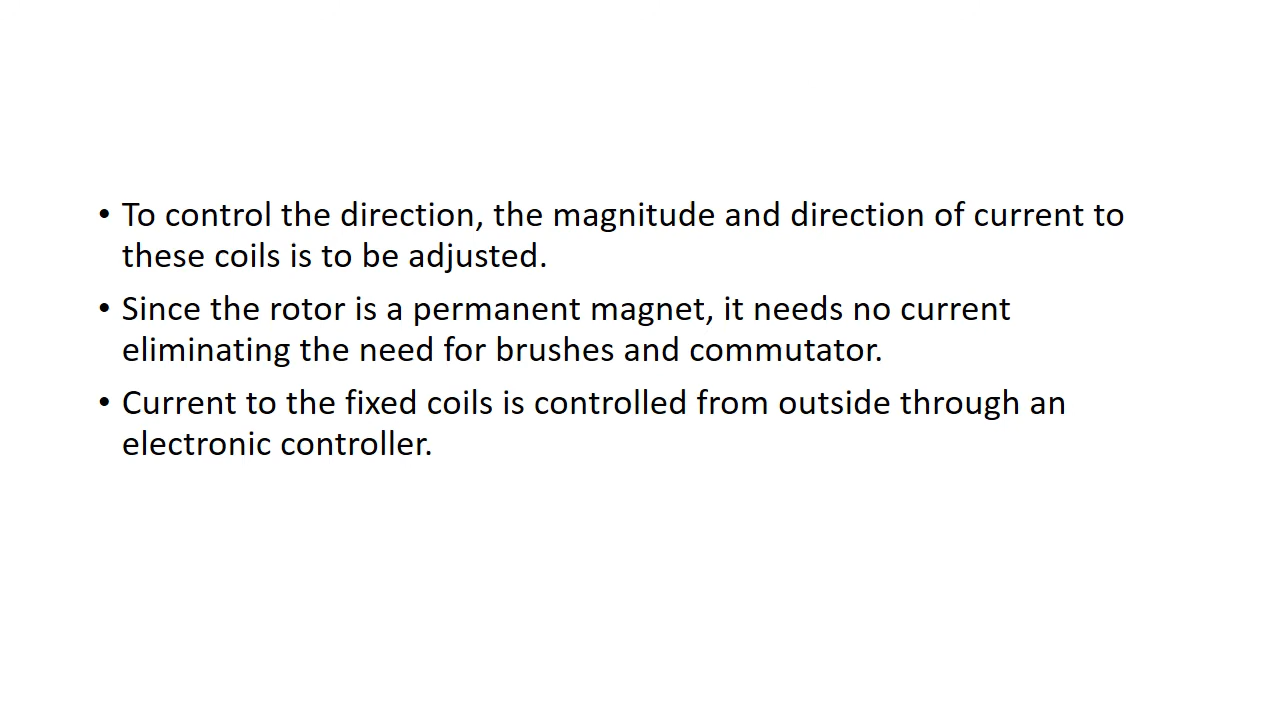 • To control the direction, the magnitude and direction of current to
these coils is to be adjusted.
• Since the rotor is a permanent magnet, it needs no current
eliminating the need for brushes and commutator.
• Current to the fixed coils is controlled from outside through an
electronic controller.